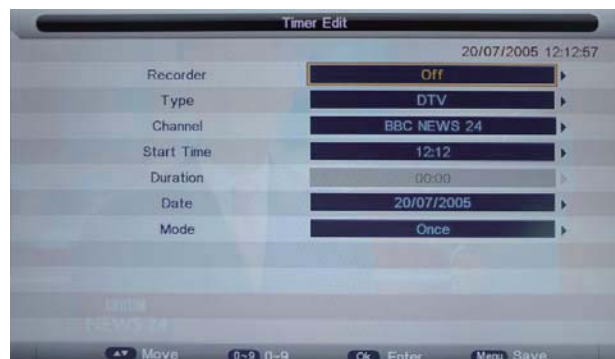 Timer Edit
20/07/2005 12:12:57
Recorder Off
Type DTV
Channel BBC NEWS 24
Start Time 12:12
Duration 00:00
Date 20/07/2005
Mode Once
NEWS 24
Move 0~9 0-9 Ok Enter Menu Save